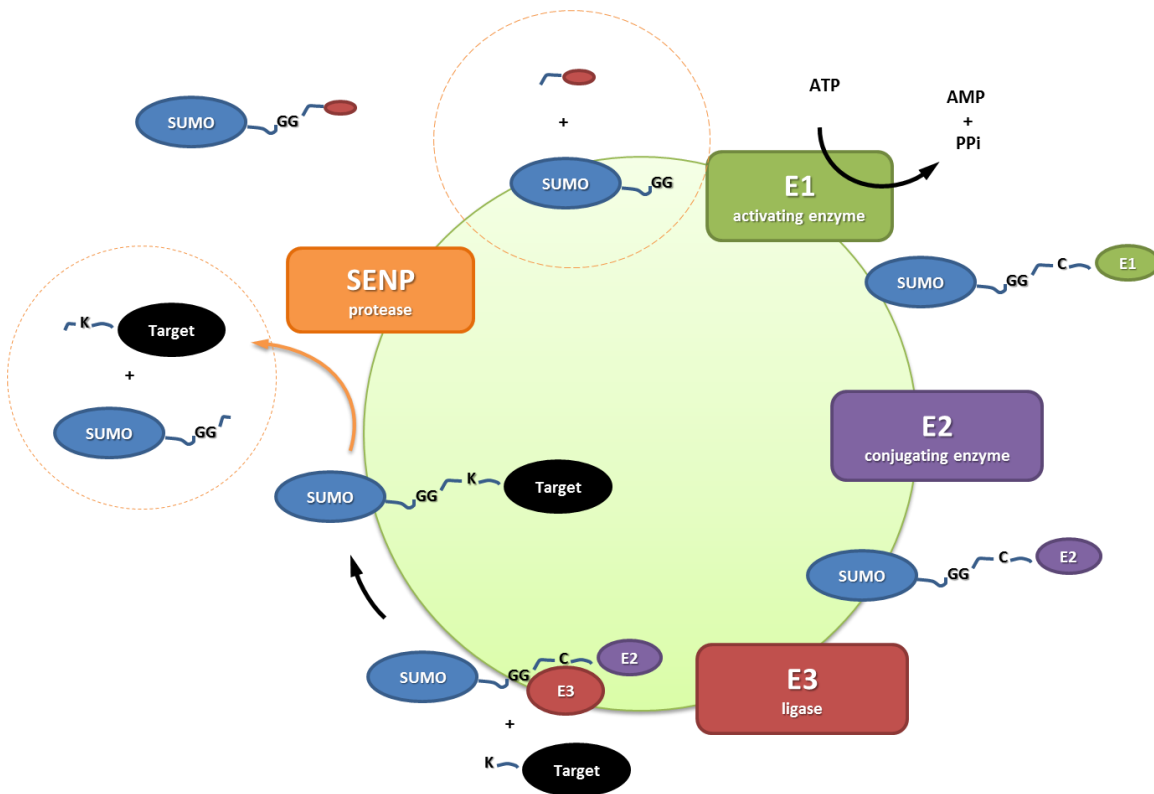 ATP
AMP
+
PPi
SUMO
GG
+
SUMO
GG
E1
activating enzyme
SUMO
GG
C
E1
SENP
protease
K
Target
+
SUMO
GG
E2
conjugating enzyme
SUMO
GG
K
Target
SUMO
GG
C
E2
SUMO
GG
C
E2
E3
+
K
Target
E3
ligase